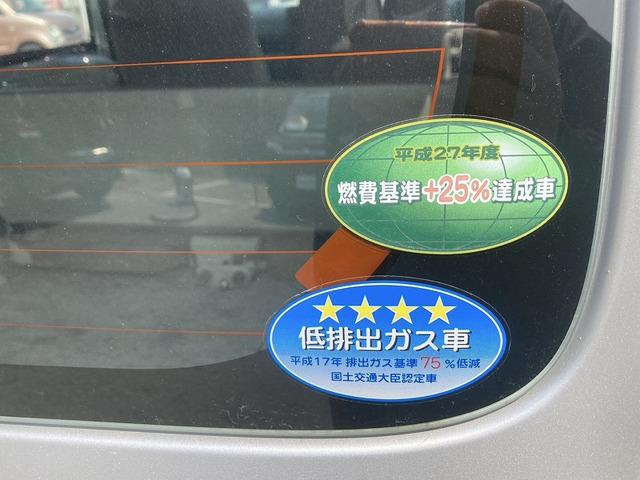 平成27年度
燃費基準+25%達成車
低排出ガス車
平成17年 排出ガス基準 75 %低減
国土交通大臣認定車